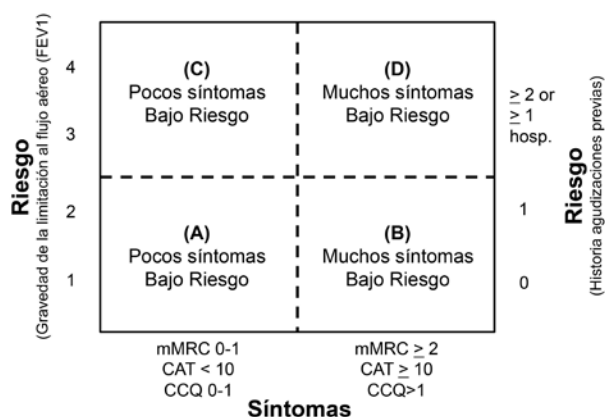 Riesgo
(Gravedad de la limitación al flujo aéreo (FEV1)
4
3
2
1
(C)
Pocos síntomas
Bajo Riesgo
(D)
Muchos síntomas
Bajo Riesgo
(A)
Pocos síntomas
Bajo Riesgo
(B)
Muchos síntomas
Bajo Riesgo
≥ 2 or
≥ 1
hosp.
1
0
Riesgo
(Historia agudizaciones previas)
mMRC 0-1
CAT < 10
CCQ 0-1
mMRC ≥ 2
CAT ≥ 10
CCQ>1
Síntomas